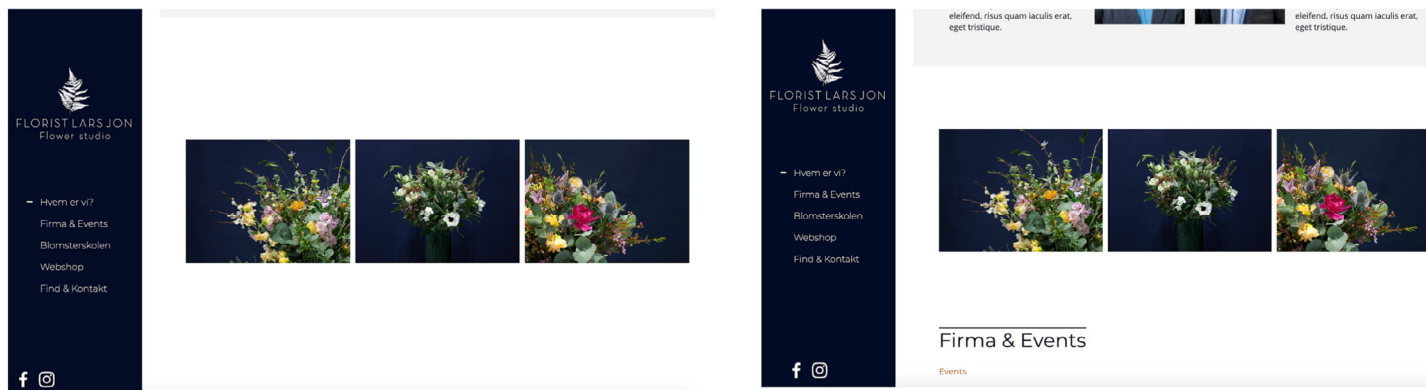 FLORIST LARS JON
Flower studio
Hvem er vi?
Firma & Events
Blomsterskolen
Webshop
Find & Kontakt
eleifend, risus quam iaculis erat,
eget tristique.
eleifend, risus quam iaculis erat,
eget tristique.
FLORIST LARS JON
Flower studio
Hvem er vi?
Firma & Events
Blomsterskolen
Webshop
Find & Kontakt
Firma & Events
Events